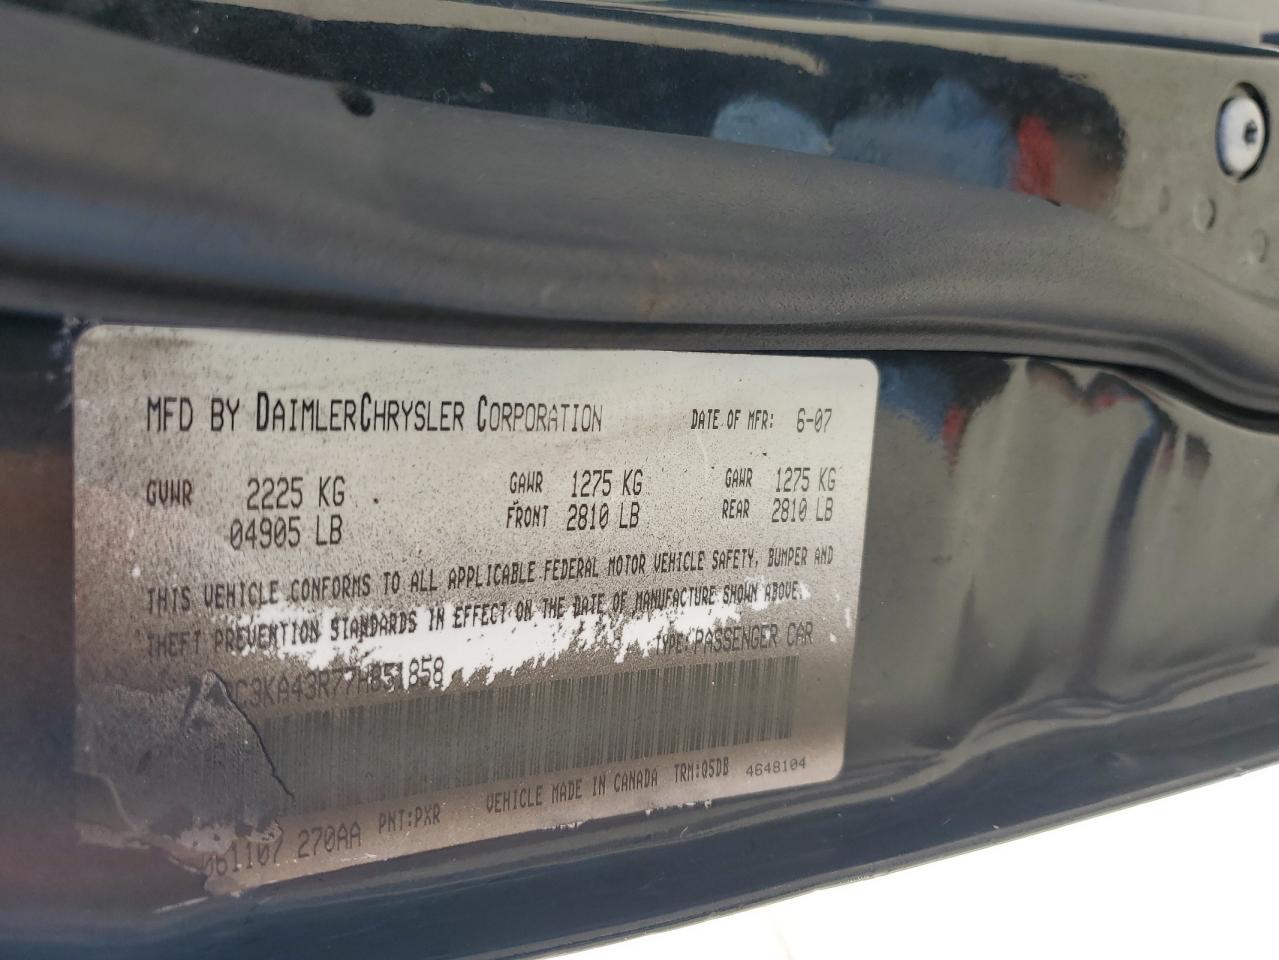 MFD BY DAIMLERCHRYSLER CORPORATION DATE OF MFR: 6-07
GVWR 2225 KG GAWR 1275 KG GAWR 1275 KG
04905 LB FRONT 2810 LB REAR 2810 LB
THIS VEHICLE CONFORMS TO ALL APPLICABLE FEDERAL MOTOR VEHICLE SAFETY, BUMPER AND
THEFT PREVENTION STANDARDS IN EFFECT ON THE DATE OF MANUFACTURE SHOWN ABOVE.
C3KA43R77H851858 TYPE: PASSENGER CAR
061107 270AA PNT:PXR VEHICLE MADE IN CANADA TRM:Q5DB 4648104